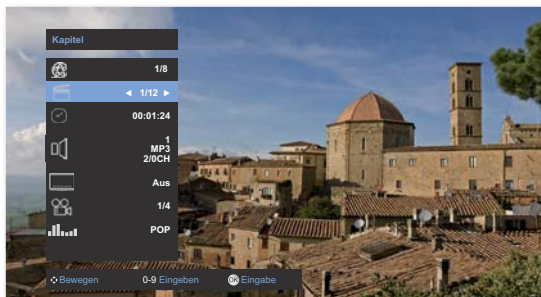 Kapitel
1/8
◄ 1/12 ►
00:01:24
1
MP3
2/0CH
Aus
1/4
POP
Bewegen 0-9 Eingeben OK Eingabe